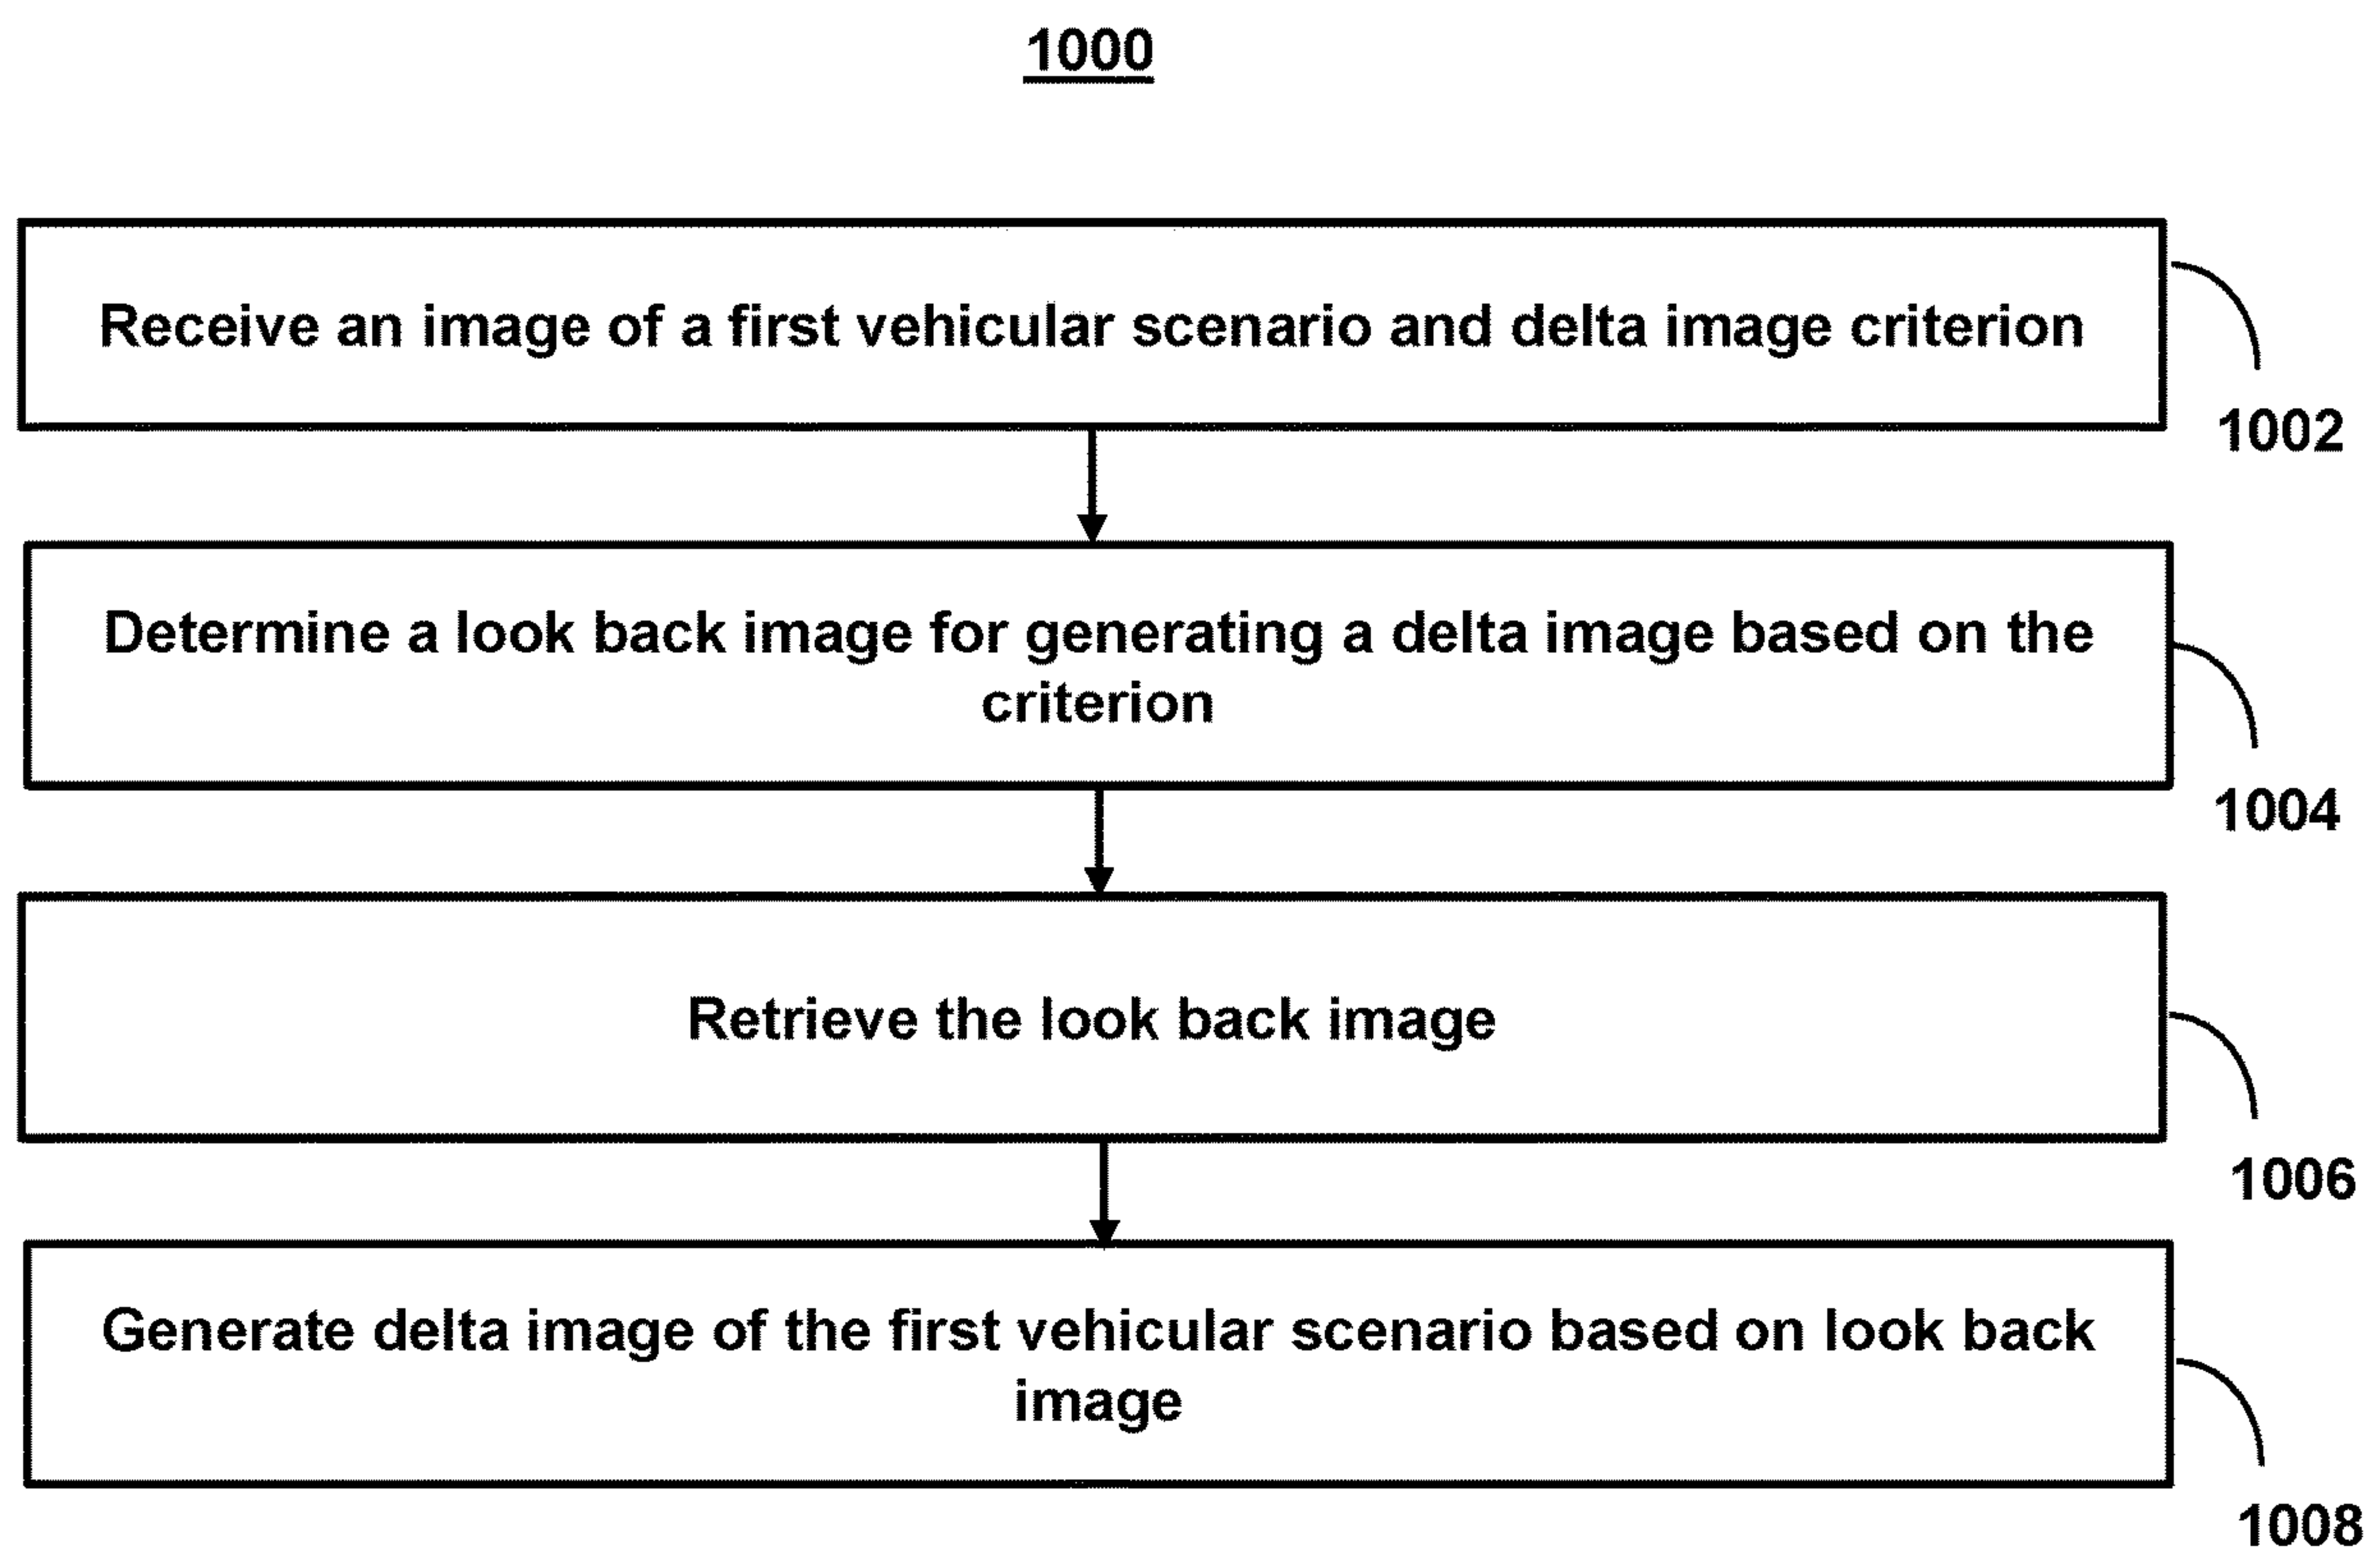 1000
Receive an image of a first vehicular scenario and delta image criterion
1002
Determine a look back image for generating a delta image based on the
criterion
1004
Retrieve the look back image
1006
Generate delta image of the first vehicular scenario based on look back
image
1008